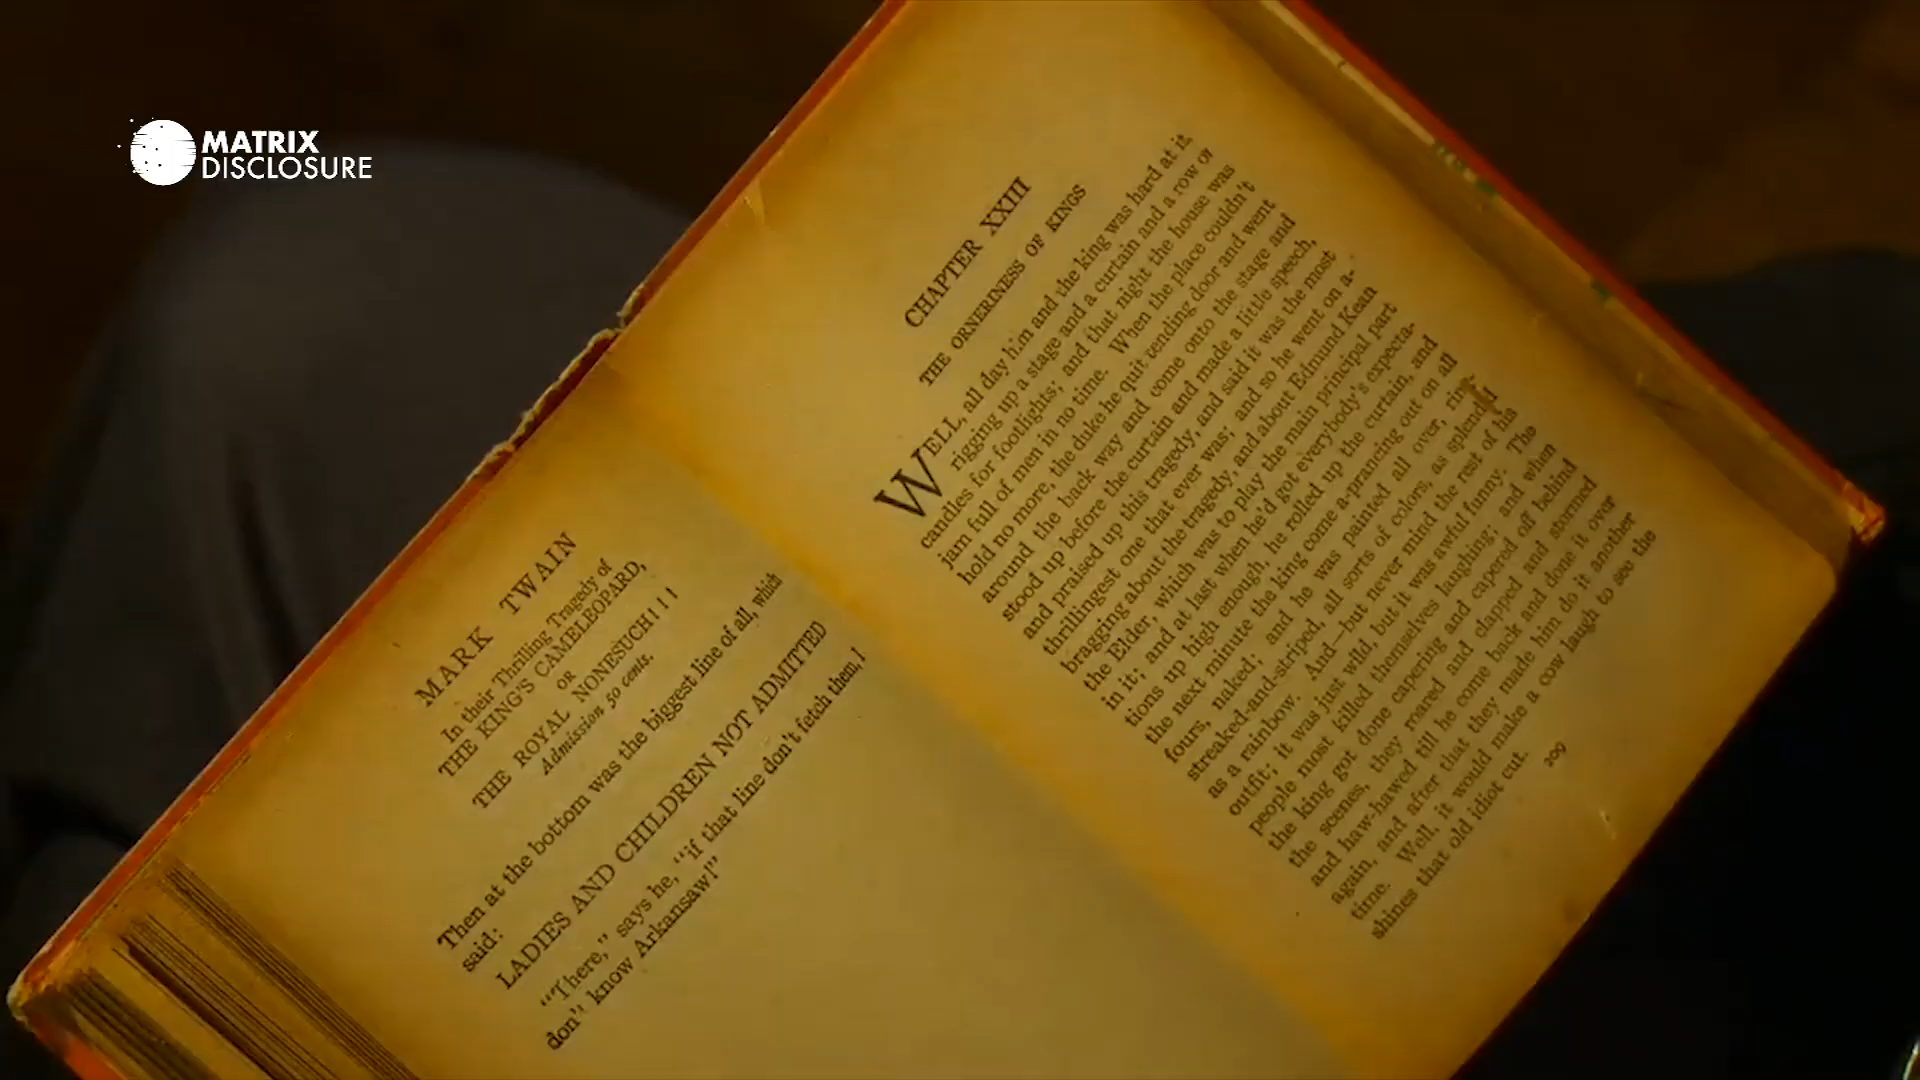 MATRIX
DISCLOSURE
MARK TWAIN
In their Thrilling Tragedy of
THE KING'S CAMELEOPARD,
OR
THE ROYAL NONESUCH!!!
Admission 50 cents.
Then at the bottom was the biggest line of all, which
said:
LADIES AND CHILDREN NOT ADMITTED
"There," says he, "if that line don't fetch them, I
don't know Arkansaw!"
CHAPTER XXIII
THE ORNERINESS OF KINGS
WELL, all day him and the king was hard at it,
rigging up a stage and a curtain and a row of
candles for footlights; and that night the house was
jam full of men in no time. When the place couldn't
hold no more, the duke he quit tending door and went
around the back way and come onto the stage and
stood up before the curtain and made a little speech,
and praised up this tragedy, and said it was the most
thrillingest one that ever was; and so he went on a-
bragging about the tragedy, and about Edmund Kean
the Elder, which was to play the main principal part
in it; and at last when he'd got everybody's expecta-
tions up high enough, he rolled up the curtain, and
the next minute the king come a-prancing out on all
fours, naked; and he was painted all over, ring-
streaked-and-striped, all sorts of colors, as splendid
as a rainbow. And—but never mind the rest of his
outfit; it was just wild, but it was awful funny. The
people most killed themselves laughing; and when
the king got done capering and capered off behind
the scenes, they roared and clapped and stormed
and haw-hawed till he come back and done it over
again, and after that they made him do it another
time. Well, it would make a cow laugh to see the
shines that old idiot cut.
209